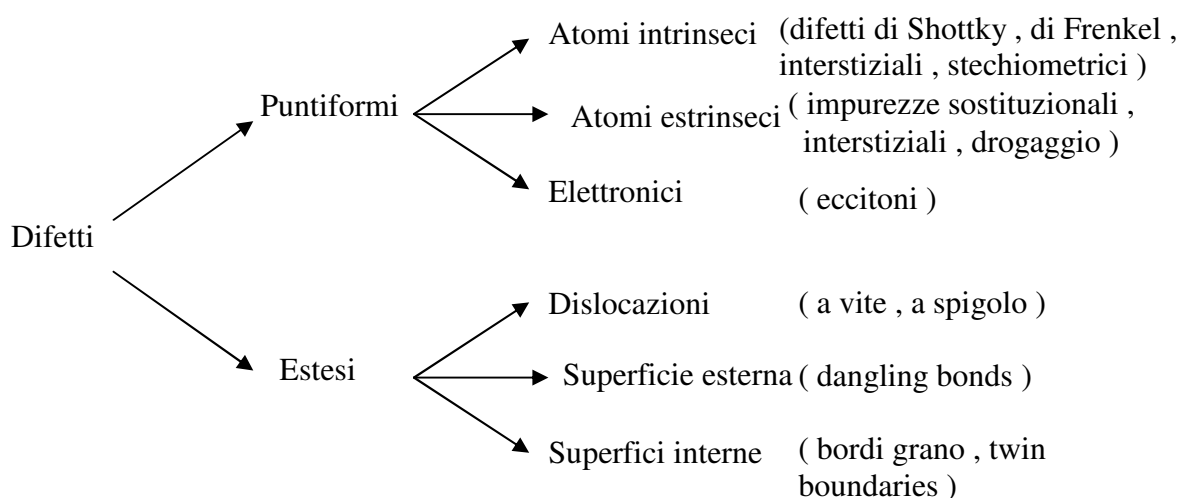 Atomi intrinseci (difetti di Shottky , di Frenkel ,
interstiziali , stechiometrici )
Puntiformi
Atomi estrinseci ( impurezze sostituzionali ,
interstiziali , drogaggio )
Elettronici ( eccitoni )
Difetti
Dislocazioni ( a vite , a spigolo )
Estesi
Superficie esterna ( dangling bonds )
Superfici interne ( bordi grano , twin
boundaries )